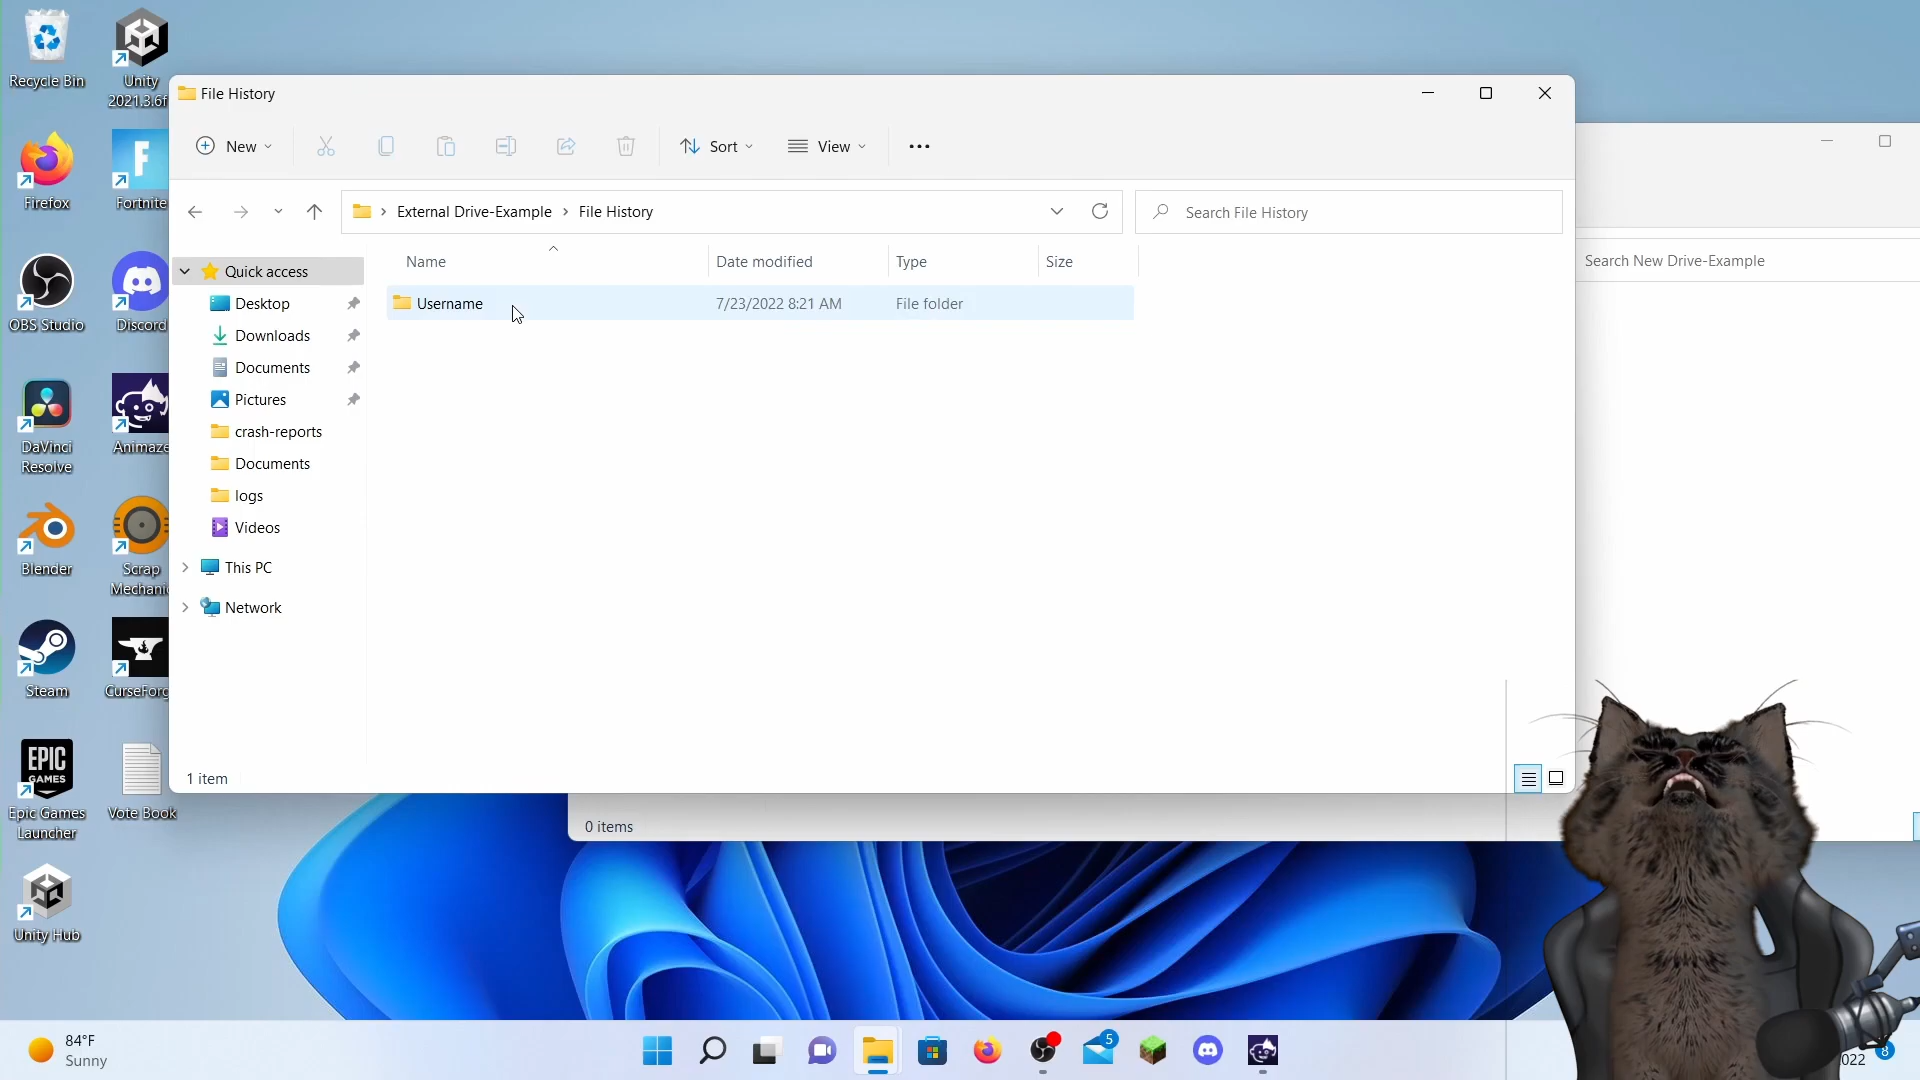 Recycle Bin
Unity
2021.3.6f
Firefox
Fortnite
OBS Studio
Discord
DaVinci
Resolve
Animaze
Blender
Scrap
Mechanic
Steam
CurseForg
EPIC
GAMES
Epic Games
Launcher
Vote Book
Unity Hub
File History
New
Sort
View
External Drive-Example
File History
Search File History
Quick access
Desktop
Downloads
Documents
Pictures
crash-reports
Documents
logs
Videos
This PC
Network
Name
Date modified
Type
Size
Username
7/23/2022 8:21 AM
File folder
1 item
Search New Drive-Example
0 items
84°F
Sunny
5
022
8